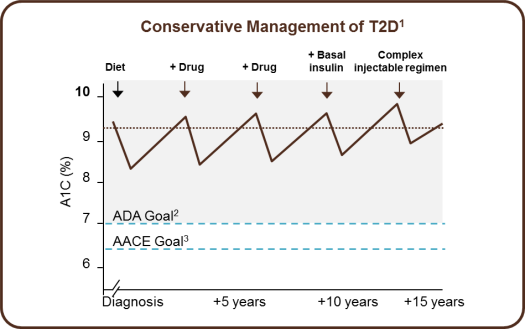 Conservative Management of T2D¹
Diet
+ Drug
+ Drug
+ Basal
insulin
Complex
injectable regimen
10
9
8
7
6
A1C (%)
ADA Goal²
AACE Goal³
Diagnosis
+5 years
+10 years
+15 years